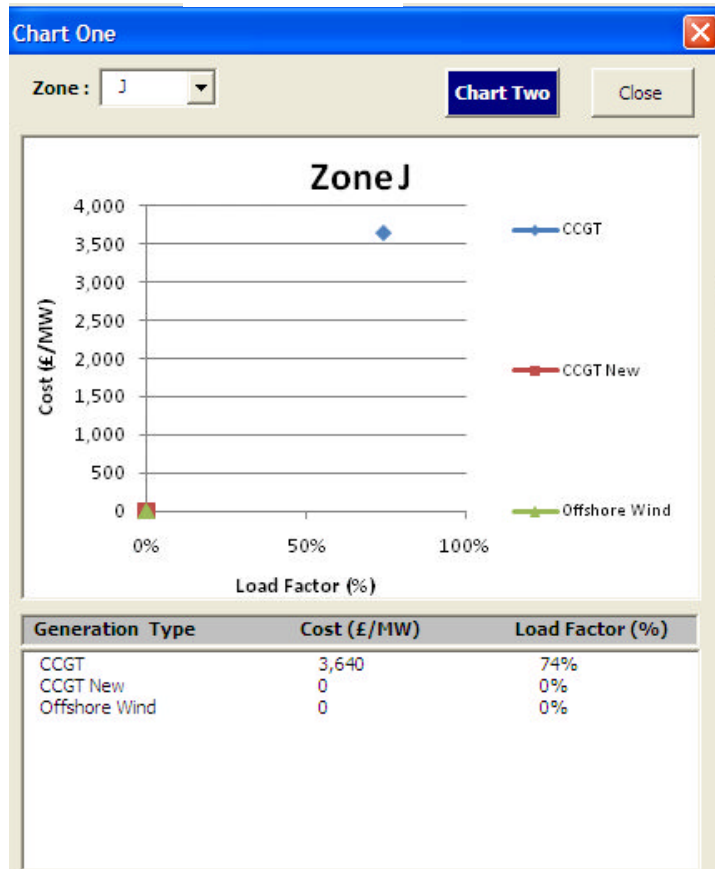 Chart One
Zone : J
Chart Two
Close
Zone J
4,000
3,500
3,000
2,500
2,000
1,500
1,000
500
0
Cost (£/MW)
0% 50% 100%
Load Factor (%)
CCGT
CCGT New
Offshore Wind
Generation Type Cost (£/MW) Load Factor (%)
CCGT 3,640 74%
CCGT New 0 0%
Offshore Wind 0 0%